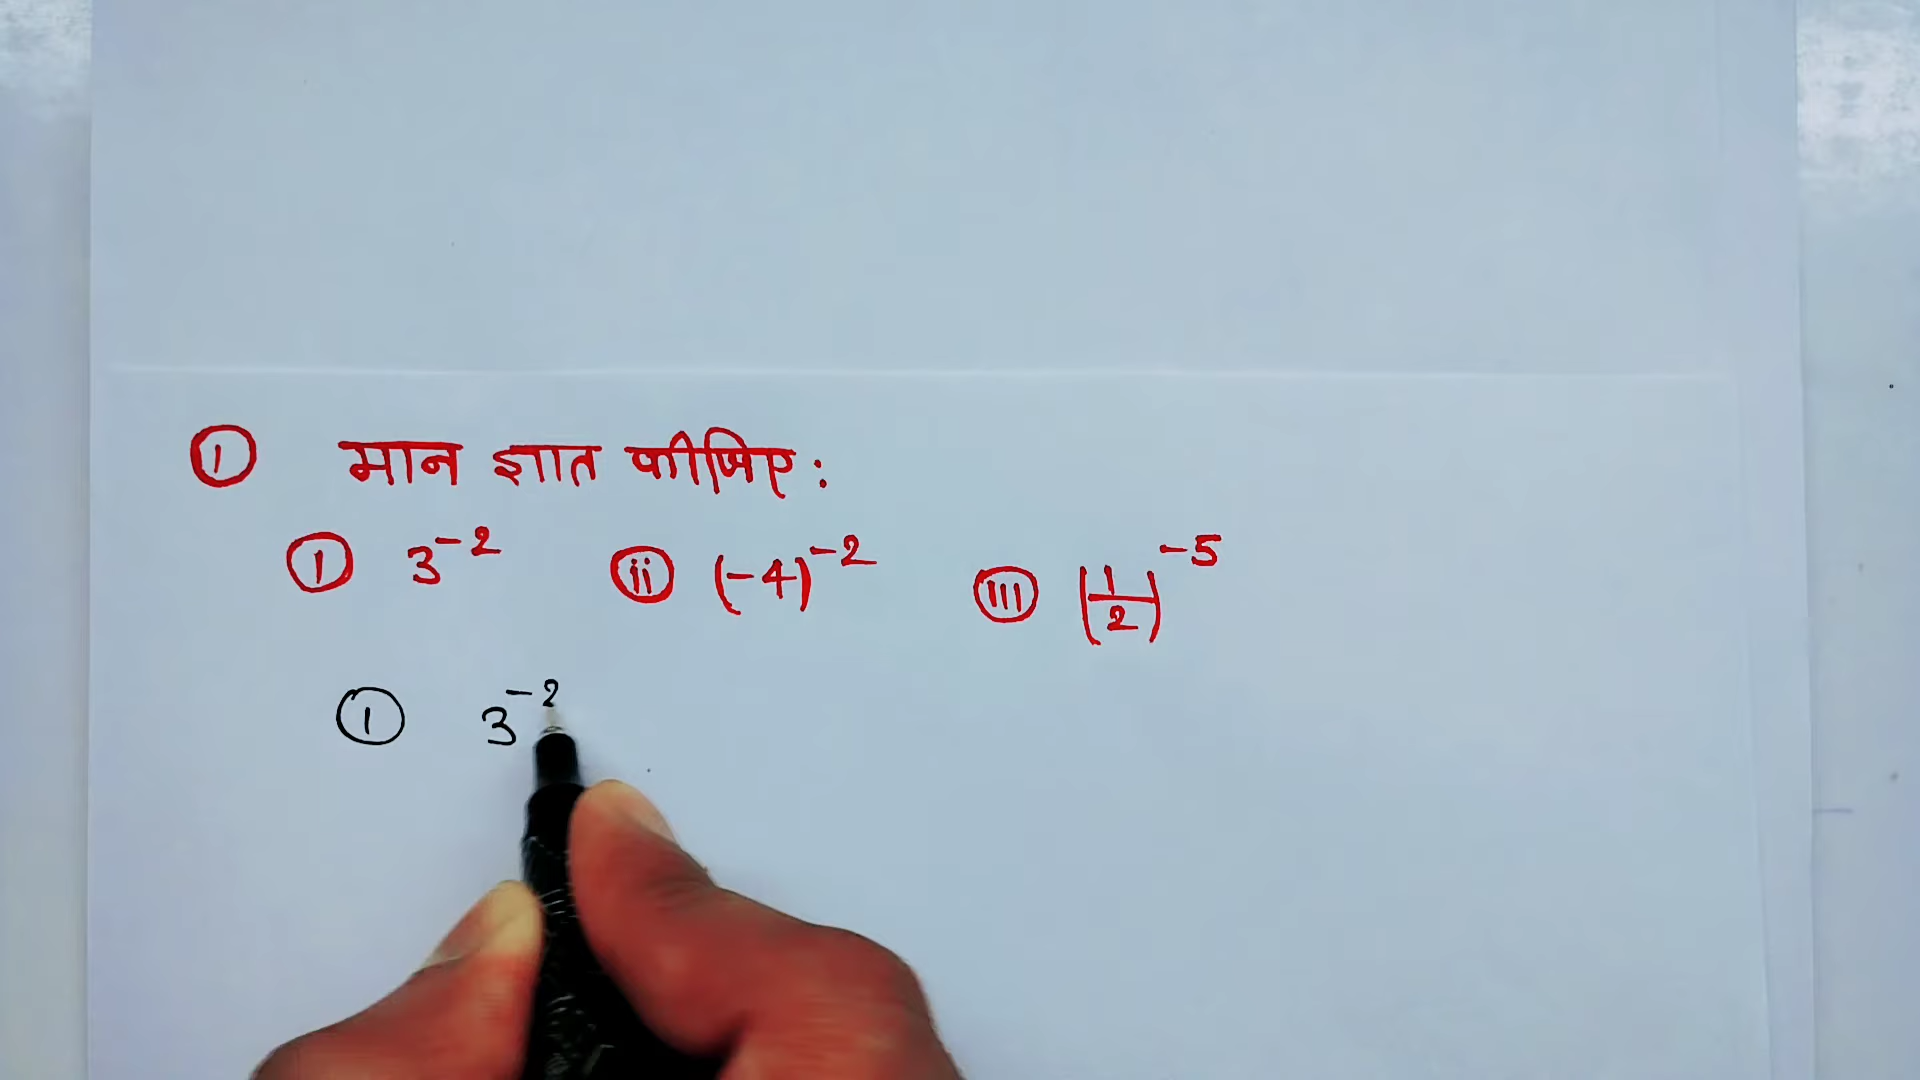 ① मान ज्ञात कीजिए:
① 3⁻² ⓘⓘ (-4)⁻² ⓘⓘⓘ (1/2)⁻⁵
① 3⁻²